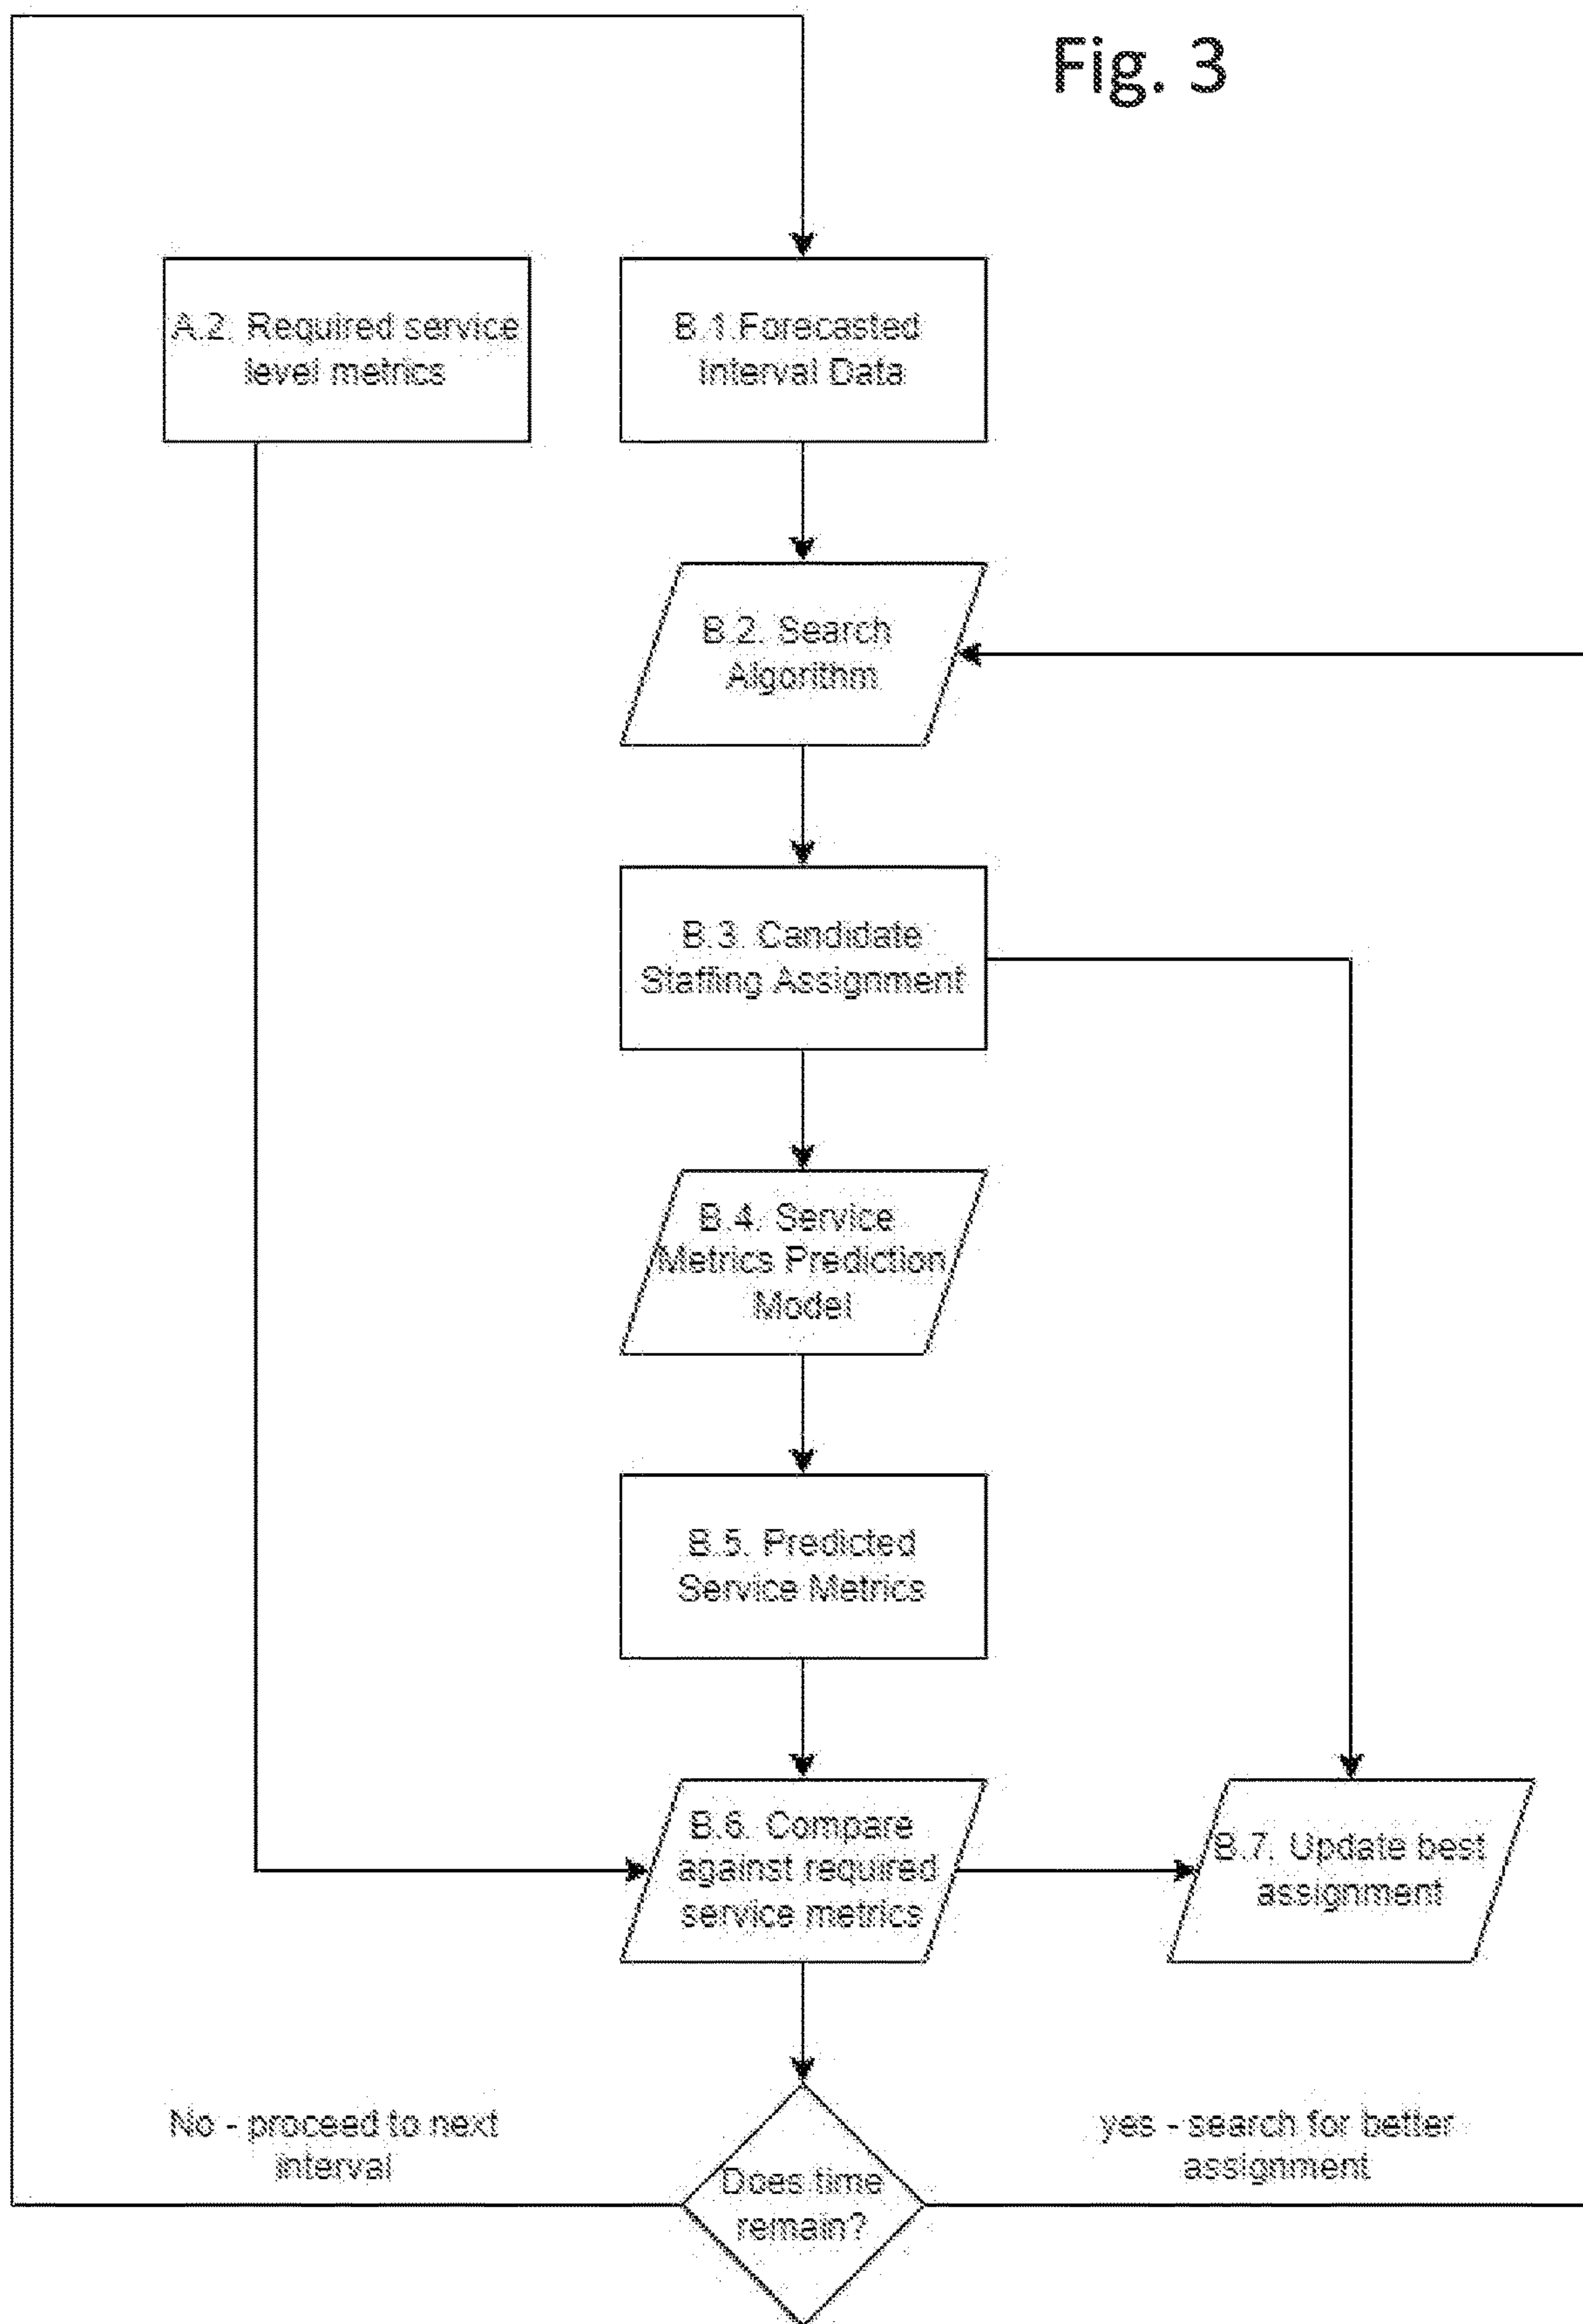 Fig. 3
A.2. Required service
level metrics
B.1.Forecasted
Interval Data
B.2. Search
Algorithm
B.3. Candidate
Staffing Assignment
B.4. Service
Metrics Prediction
Model
B.5. Predicted
Service Metrics
B.6. Compare
against required
service metrics
B.7. Update best
assignment
No - proceed to next
interval
yes - search for better
assignment
Does time
remain?